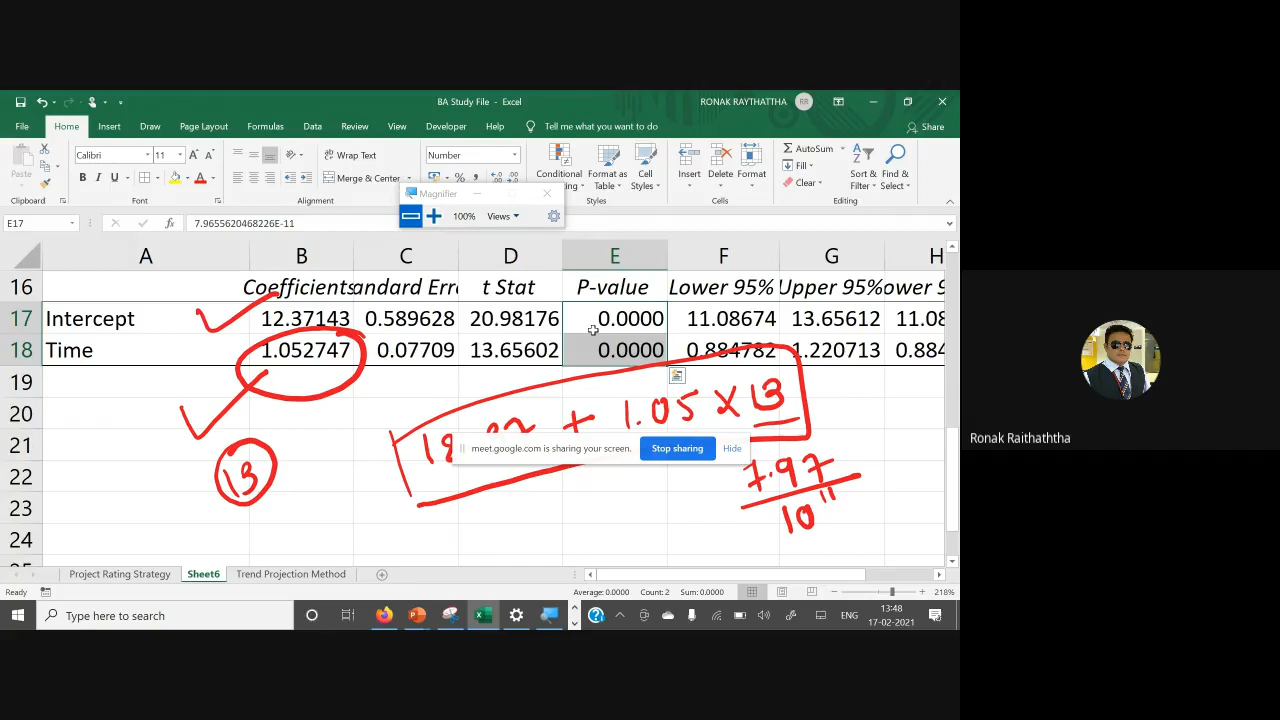 BA Study File - Excel
RONAK RAYTHATTHA
RR
File Home Insert Draw Page Layout Formulas Data Review View Developer Help Tell me what you want to do Share
Paste
Calibri 11
Wrap Text
Number
Merge & Center
Conditional Formatting
Format as Table
Cell Styles
Insert Delete Format
AutoSum
Fill
Clear
Sort & Filter
Find & Select
Clipboard Font Alignment Styles Cells Editing
Magnifier
100% Views
E17 fx 7.9655620468226E-11
A B C D E F G H
16 Coefficients andard Erro t Stat P-value Lower 95% Upper 95% ower 9
17 Intercept 12.37143 0.589628 20.98176 0.0000 11.08674 13.65612 11.08
18 Time 1.052747 0.07709 13.65602 0.0000 0.884782 1.220713 0.884
19
20 + 1.05 × 13
21
meet.google.com is sharing your screen. Stop sharing Hide
Ronak Raithaththa
22 13 7.97
23 10 11
24
Project Rating Strategy Sheet6 Trend Projection Method
Ready Average: 0.0000 Count: 2 Sum: 0.0000 218%
Type here to search
ENG
13:48
17-02-2021